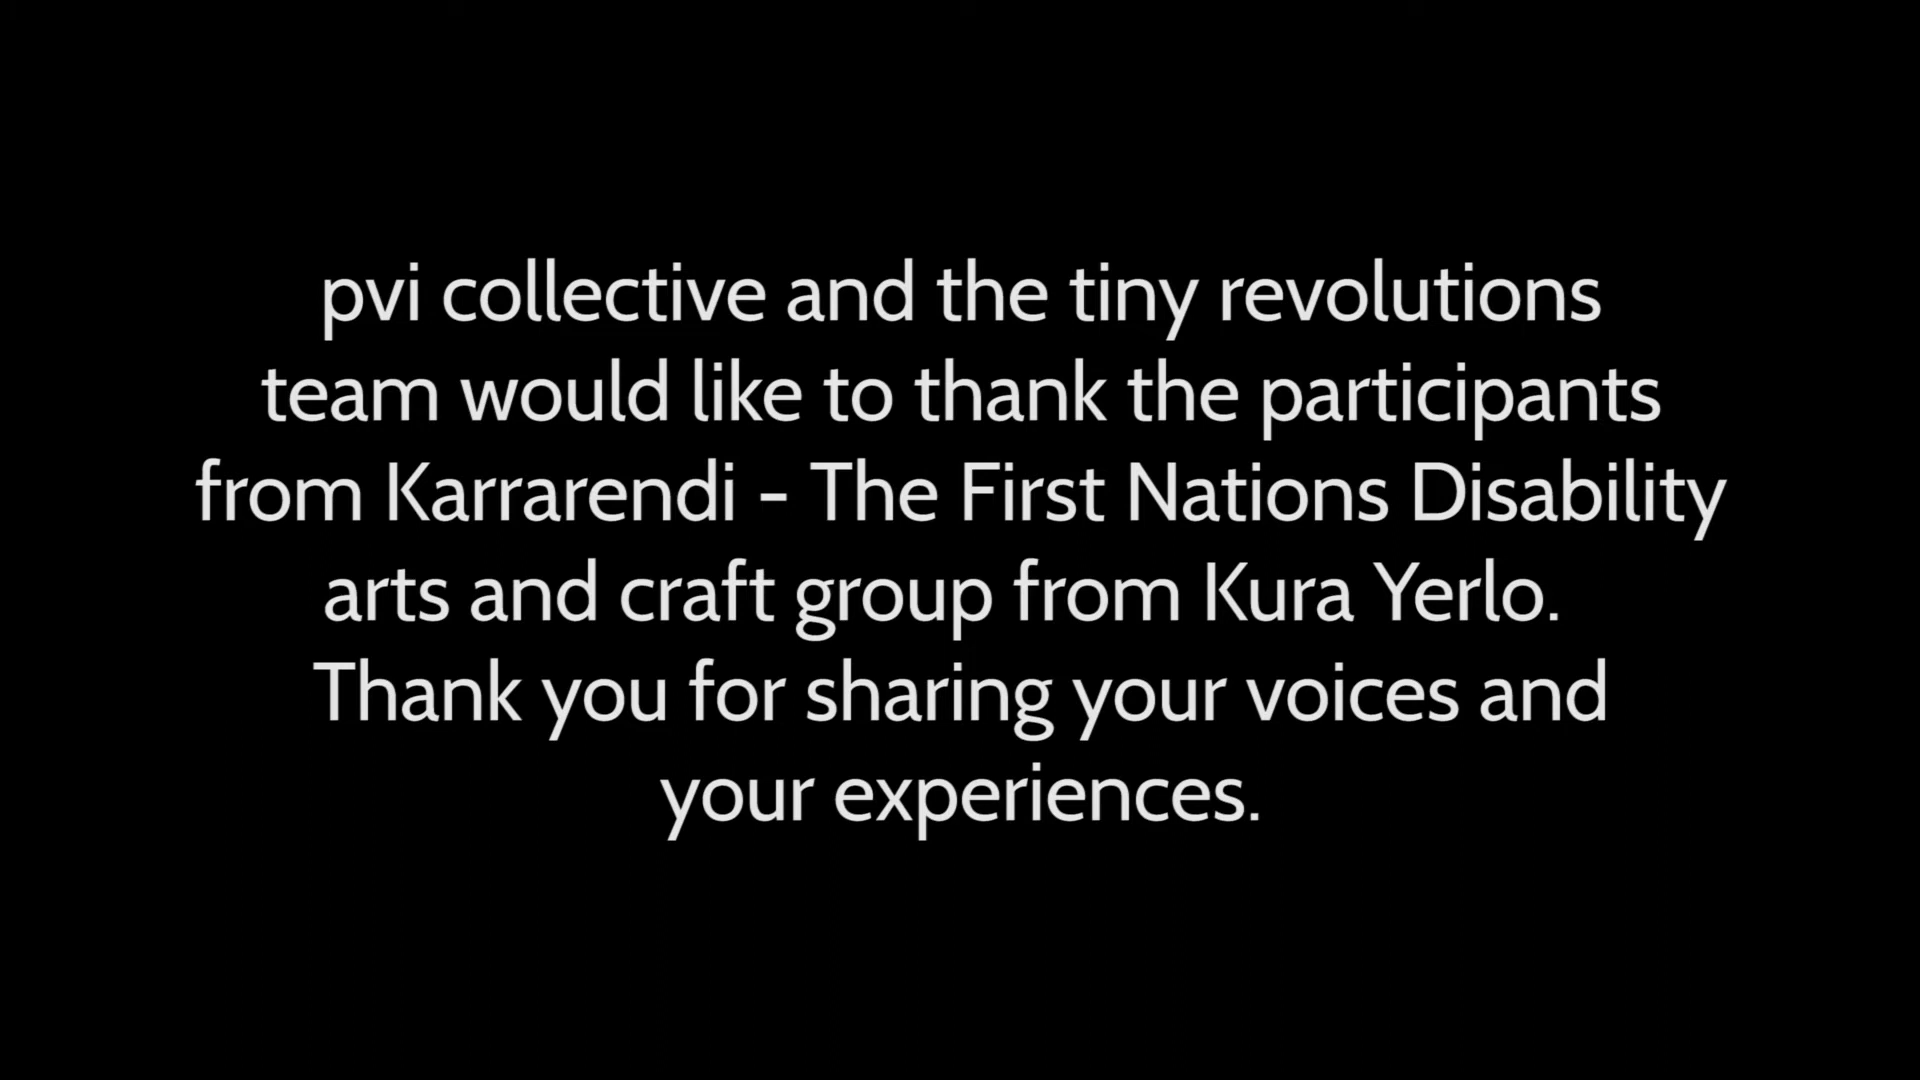 pvi collective and the tiny revolutions
team would like to thank the participants
from Karrarendi - The First Nations Disability
arts and craft group from Kura Yerlo.
Thank you for sharing your voices and
your experiences.